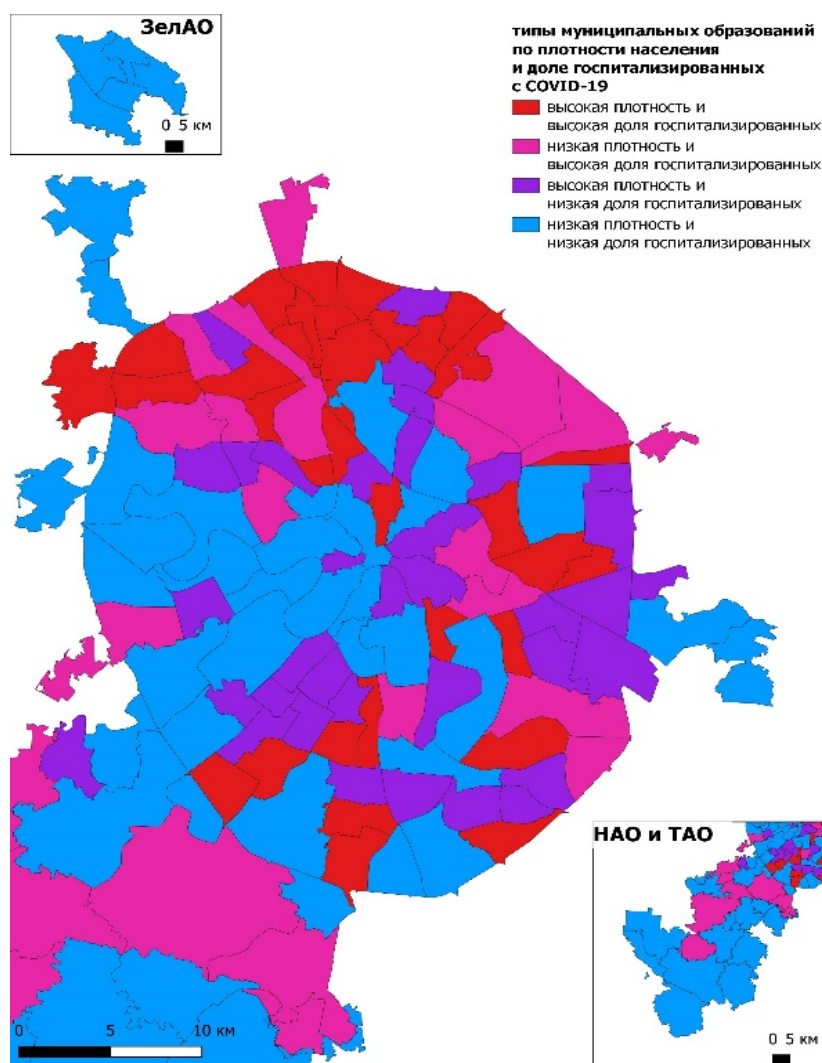 ЗелАО
0 5 км
типы муниципальных образований
по плотности населения
и доле госпитализированных
с COVID-19
высокая плотность и
высокая доля госпитализированных
низкая плотность и
высокая доля госпитализированных
высокая плотность и
низкая доля госпитализированых
низкая плотность и
низкая доля госпитализированных
НАО и ТАО
0 5 10 км
0 5 км